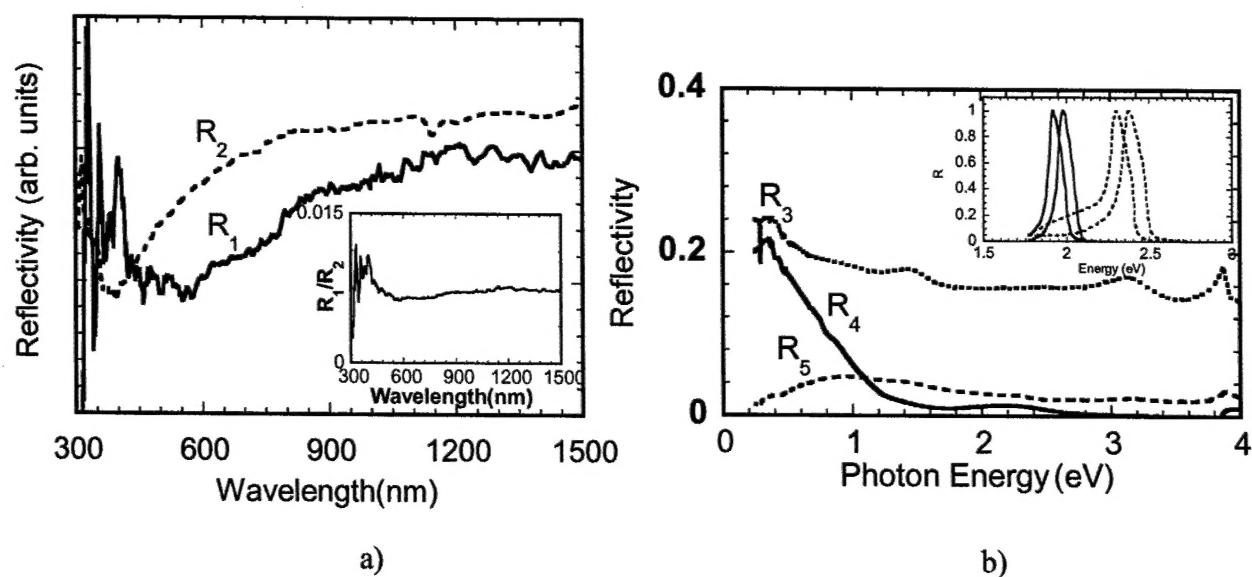 Reflectivity (arb. units)
R2
R1
0.015
R1/R2
0
300 600 900 1200 1500
Wavelength(nm)
300 600 900 1200 1500
Wavelength(nm)
a)
0.4
0.2
0
Reflectivity
R3
R4
R5
1
0.8
0.6
0.4
0.2
0
R
1.5 2 2.5 3
Energy (eV)
0 1 2 3 4
Photon Energy (eV)
b)